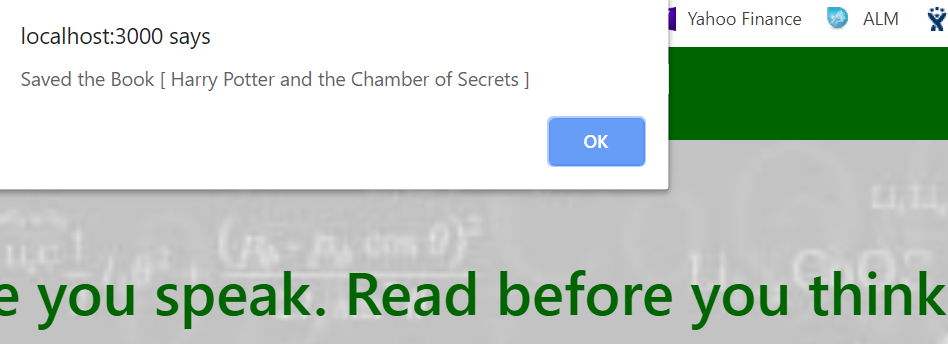 localhost:3000 says
Yahoo Finance
ALM
Saved the Book [ Harry Potter and the Chamber of Secrets ]
OK
you speak. Read before you think